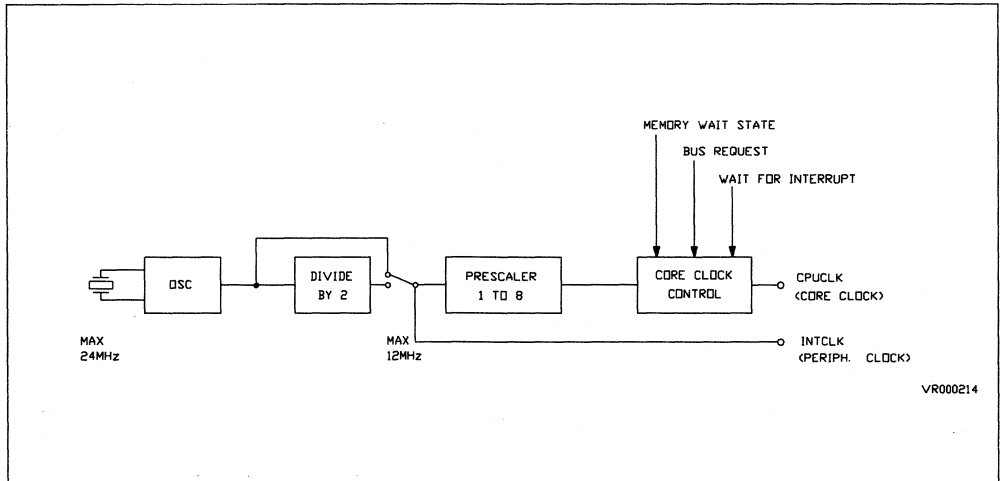 MEMORY WAIT STATE
BUS REQUEST
WAIT FOR INTERRUPT
OSC
DIVIDE
BY 2
PRESCALER
1 TO 8
CORE CLOCK
CONTROL
CPUCLK
(CORE CLOCK)
MAX
24MHz
MAX
12MHz
INTCLK
(PERIPH. CLOCK)
VR000214